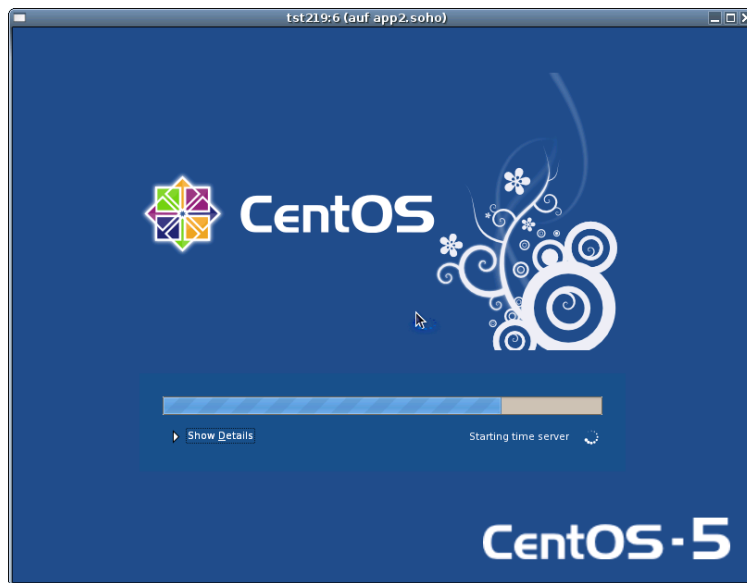 tst219:6 (auf app2.soho)
CentOS
Show Details
Starting time server
CentOS-5